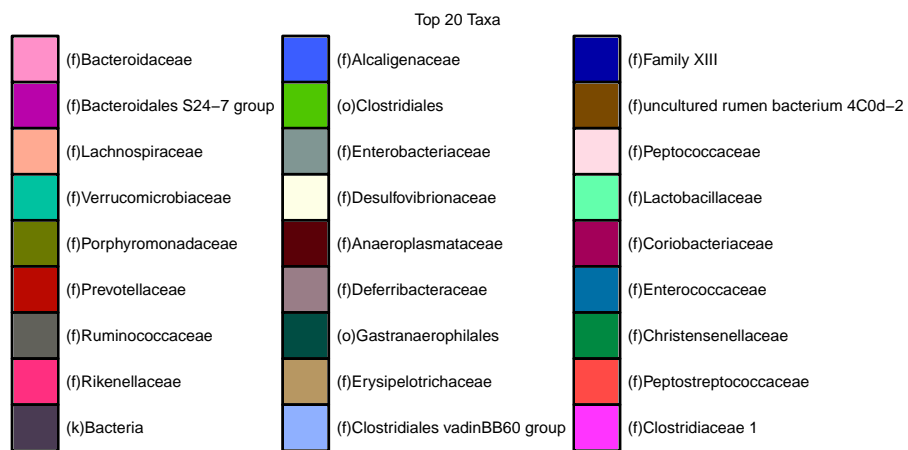 Top 20 Taxa
(f)Bacteroidaceae
(f)Bacteroidales S24−7 group
(f)Lachnospiraceae
(f)Verrucomicrobiaceae
(f)Porphyromonadaceae
(f)Prevotellaceae
(f)Ruminococcaceae
(f)Rikenellaceae
(k)Bacteria
(f)Alcaligenaceae
(o)Clostridiales
(f)Enterobacteriaceae
(f)Desulfovibrionaceae
(f)Anaeroplasmataceae
(f)Deferribacteraceae
(o)Gastranaerophilales
(f)Erysipelotrichaceae
(f)Clostridiales vadinBB60 group
(f)Family XIII
(f)uncultured rumen bacterium 4C0d−2
(f)Peptococcaceae
(f)Lactobacillaceae
(f)Coriobacteriaceae
(f)Enterococcaceae
(f)Christensenellaceae
(f)Peptostreptococcaceae
(f)Clostridiaceae 1